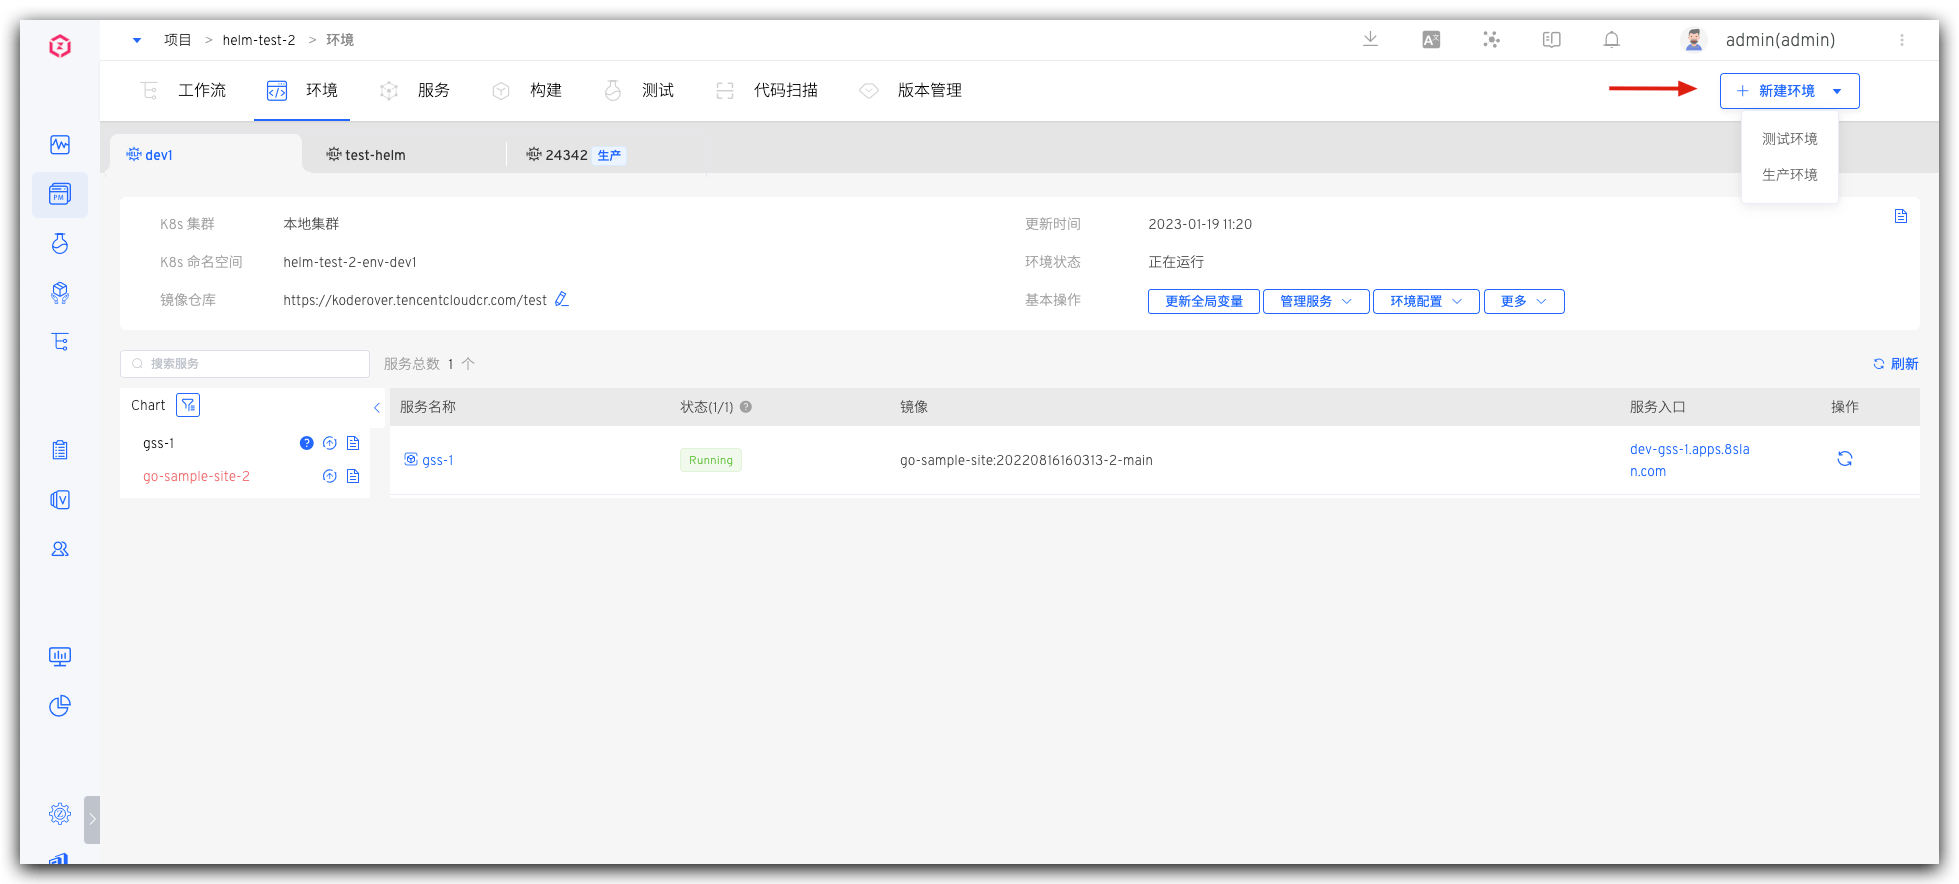 项目 > helm-test-2 > 环境
admin(admin)
工作流 环境 服务 构建 测试 代码扫描 版本管理
+ 新建环境
测试环境
生产环境
dev1 test-helm 24342 生产
K8s 集群 本地集群 更新时间 2023-01-19 11:20
K8s 命名空间 helm-test-2-env-dev1 环境状态 正在运行
镜像仓库 https://koderover.tencentcloudcr.com/test 基本操作 更新全局变量 管理服务 环境配置 更多
搜索服务 服务总数 1 个 刷新
Chart
gss-1
go-sample-site-2
服务名称 状态(1/1) 镜像 服务入口 操作
gss-1 Running go-sample-site:20220816160313-2-main dev-gss-1.apps.8sla
n.com